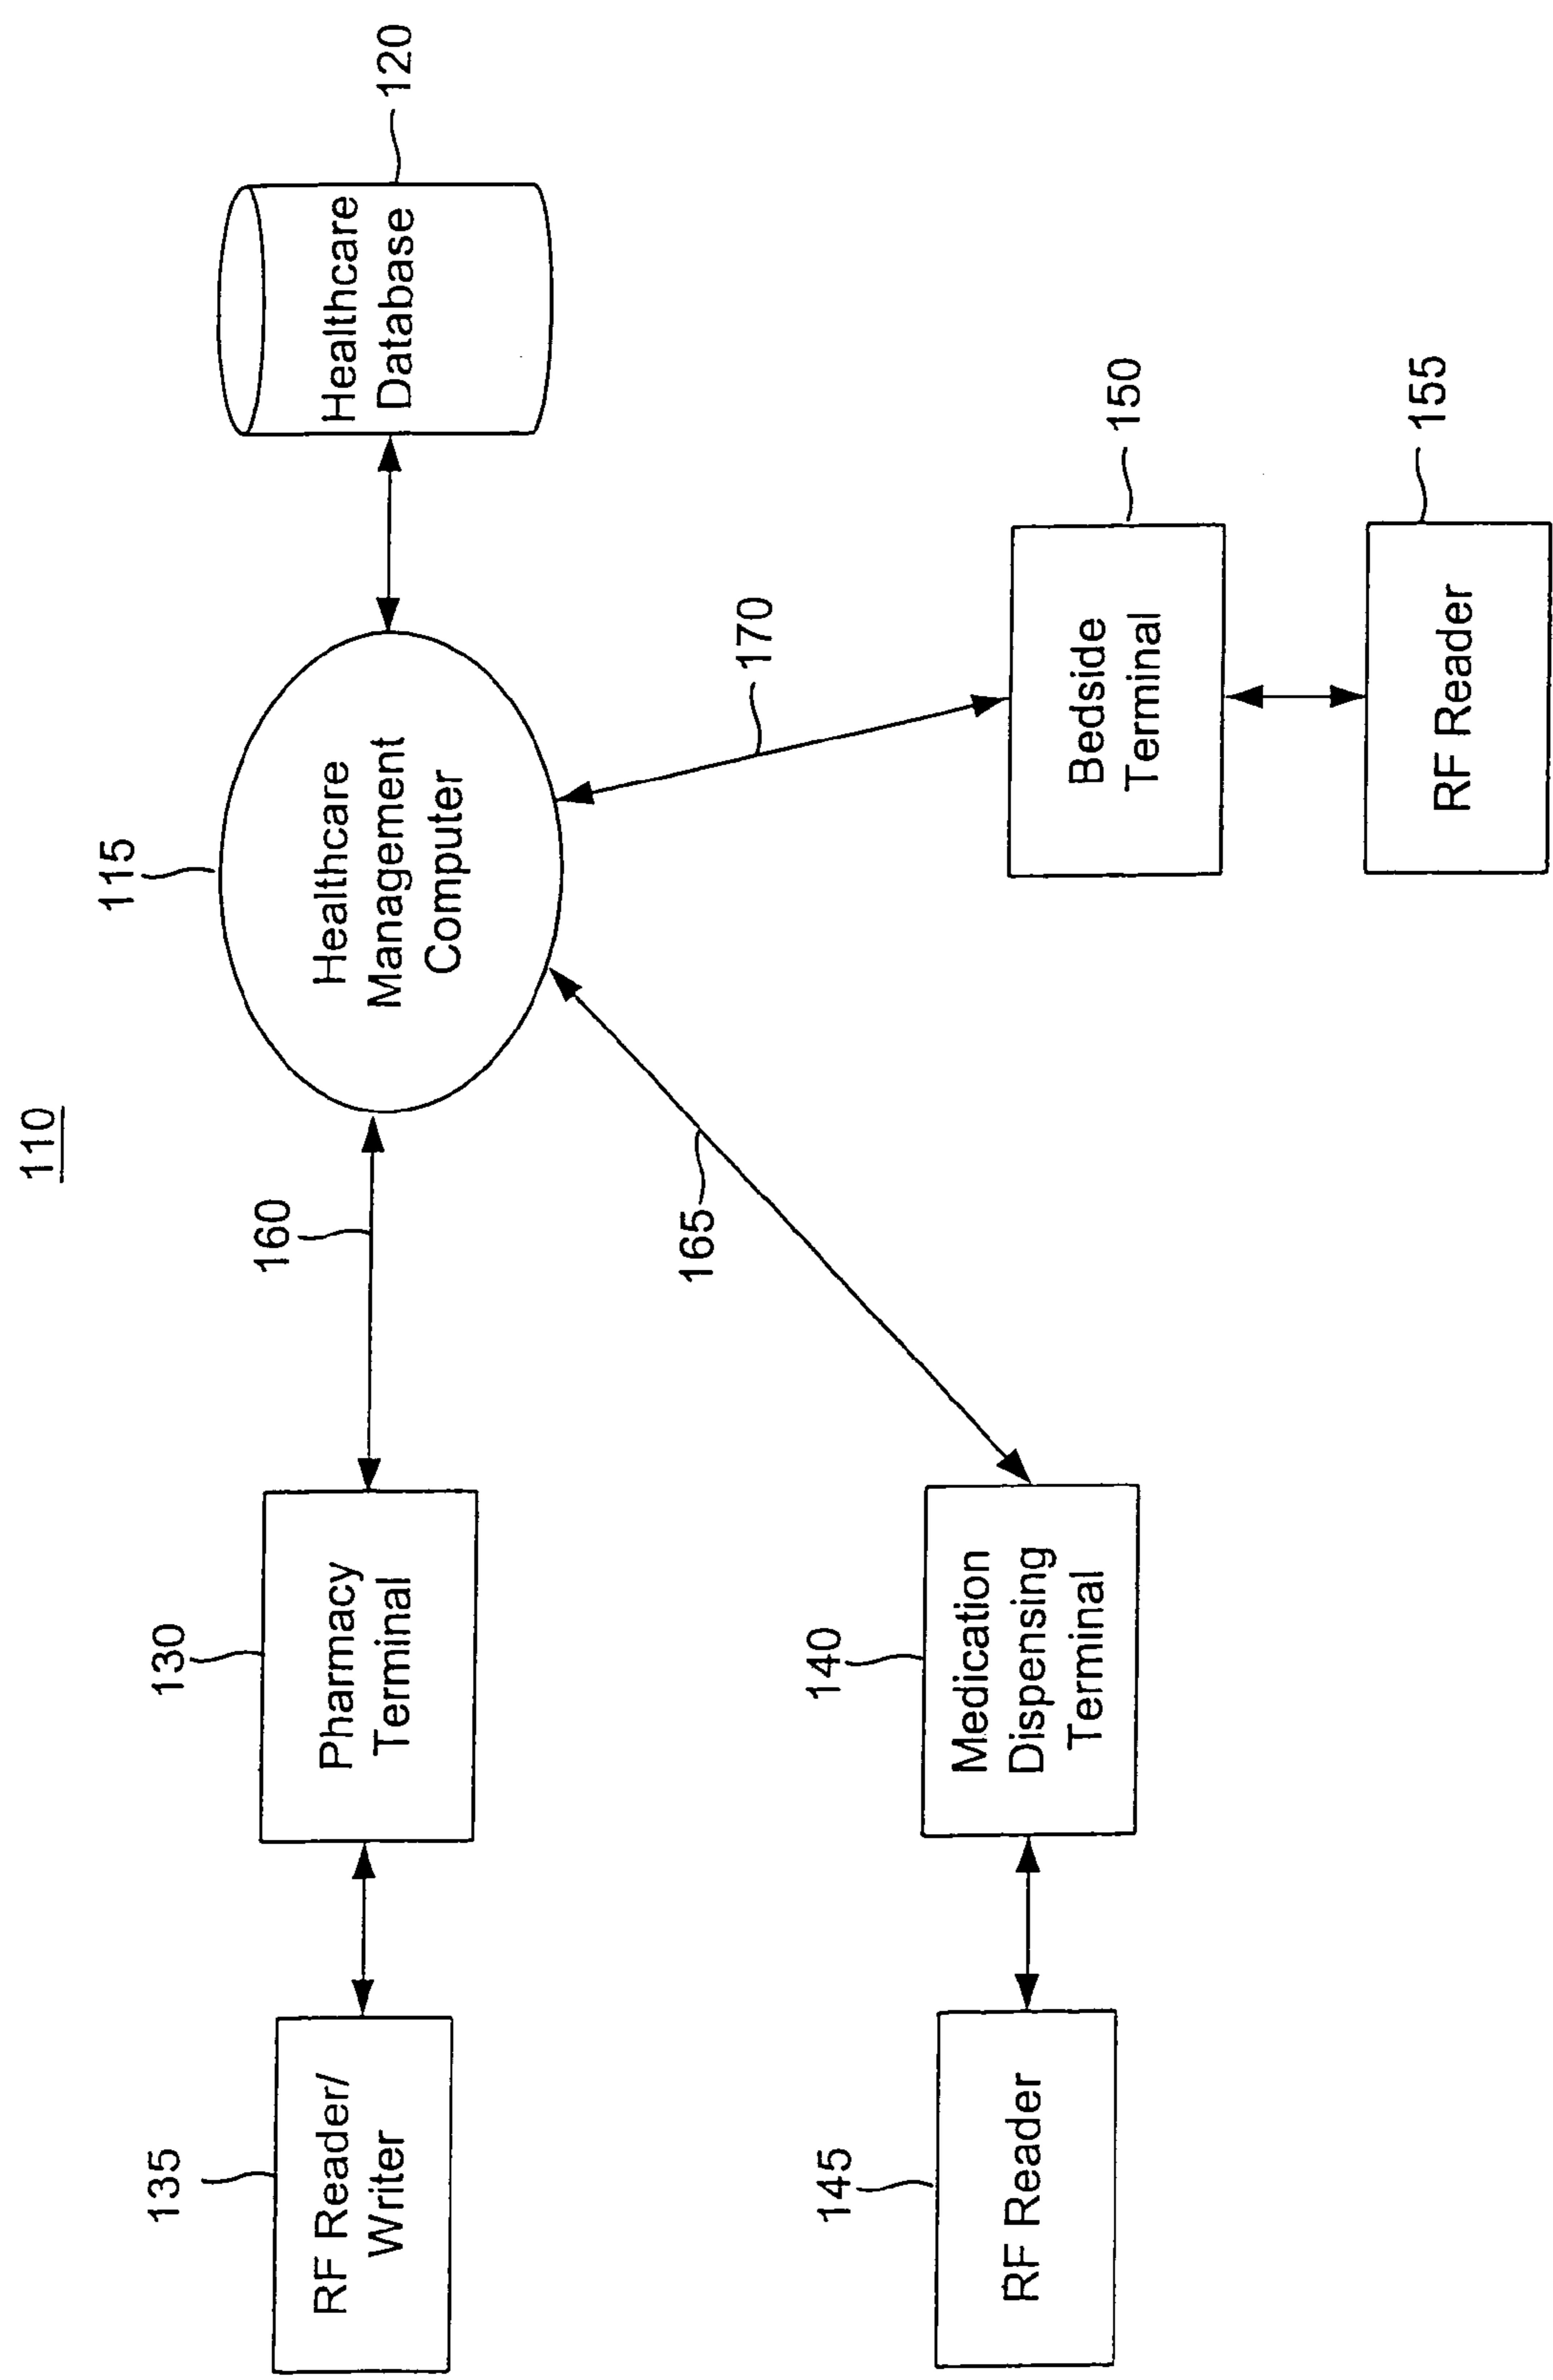 110
115
Healthcare
Management
Computer
120
Healthcare
Database
160
130
Pharmacy
Terminal
135
RF Reader/
Writer
165
170
140
Medication
Dispensing
Terminal
145
RF Reader
150
Bedside
Terminal
155
RF Reader